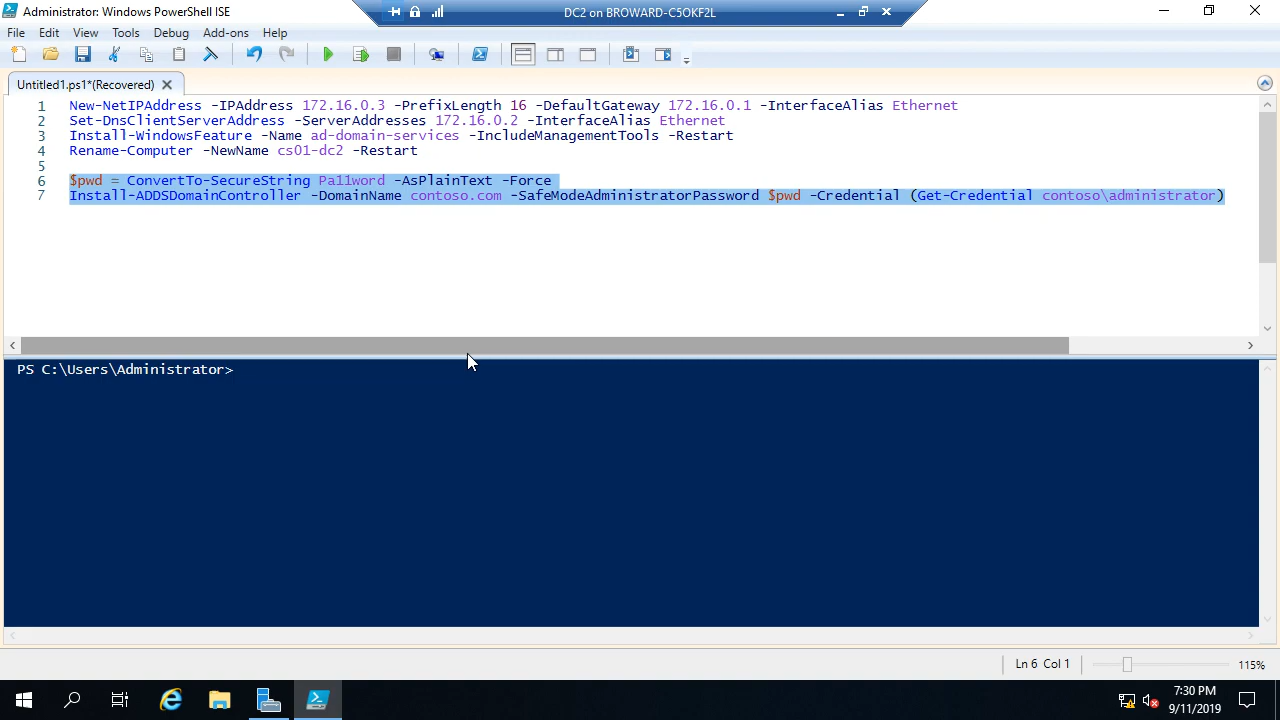 Administrator: Windows PowerShell ISE
DC2 on BROWARD-C5OKF2L
File Edit View Tools Debug Add-ons Help
Untitled1.ps1*(Recovered)
1 New-NetIPAddress -IPAddress 172.16.0.3 -PrefixLength 16 -DefaultGateway 172.16.0.1 -InterfaceAlias Ethernet
2 Set-DnsClientServerAddress -ServerAddresses 172.16.0.2 -InterfaceAlias Ethernet
3 Install-WindowsFeature -Name ad-domain-services -IncludeManagementTools -Restart
4 Rename-Computer -NewName cs01-dc2 -Restart
5
6 $pwd = ConvertTo-SecureString Pa11word -AsPlainText -Force
7 Install-ADDSDomainController -DomainName contoso.com -SafeModeAdministratorPassword $pwd -Credential (Get-Credential contoso\administrator)
PS C:\Users\Administrator>
Ln 6 Col 1
115%
7:30 PM
9/11/2019